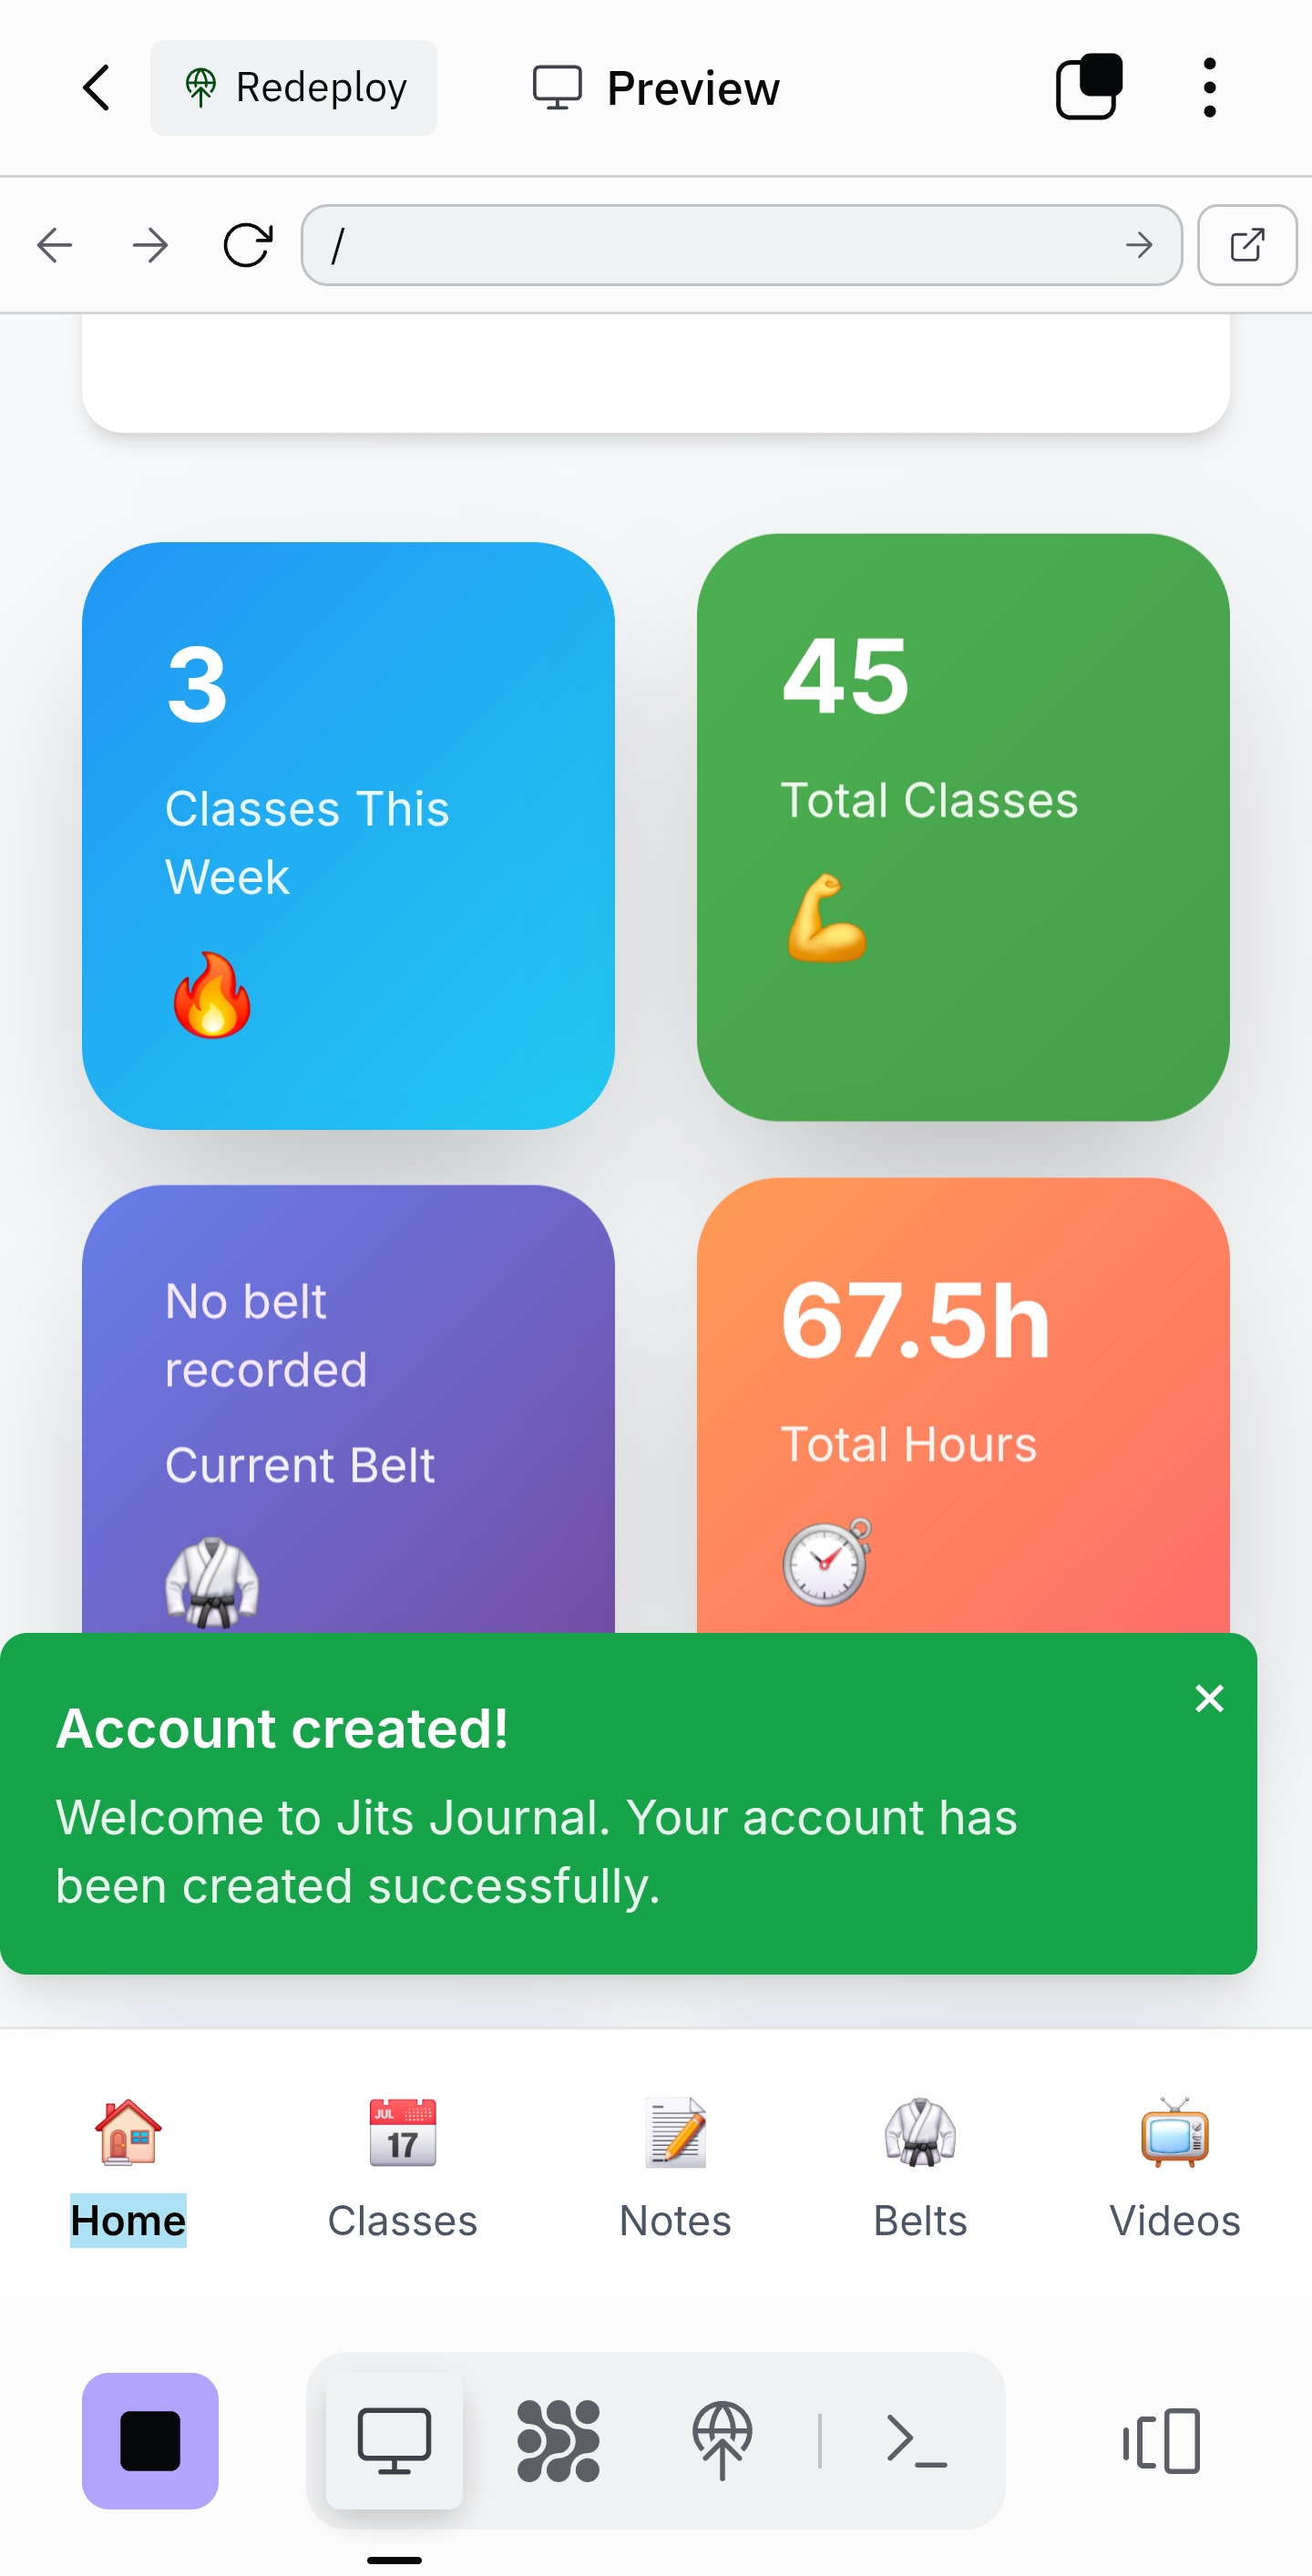 Redeploy
Preview
/
3
Classes This
Week
45
Total Classes
No belt
recorded
Current Belt
67.5h
Total Hours
Account created!
Welcome to Jits Journal. Your account has
been created successfully.
JUL
17
Home
Classes
Notes
Belts
Videos